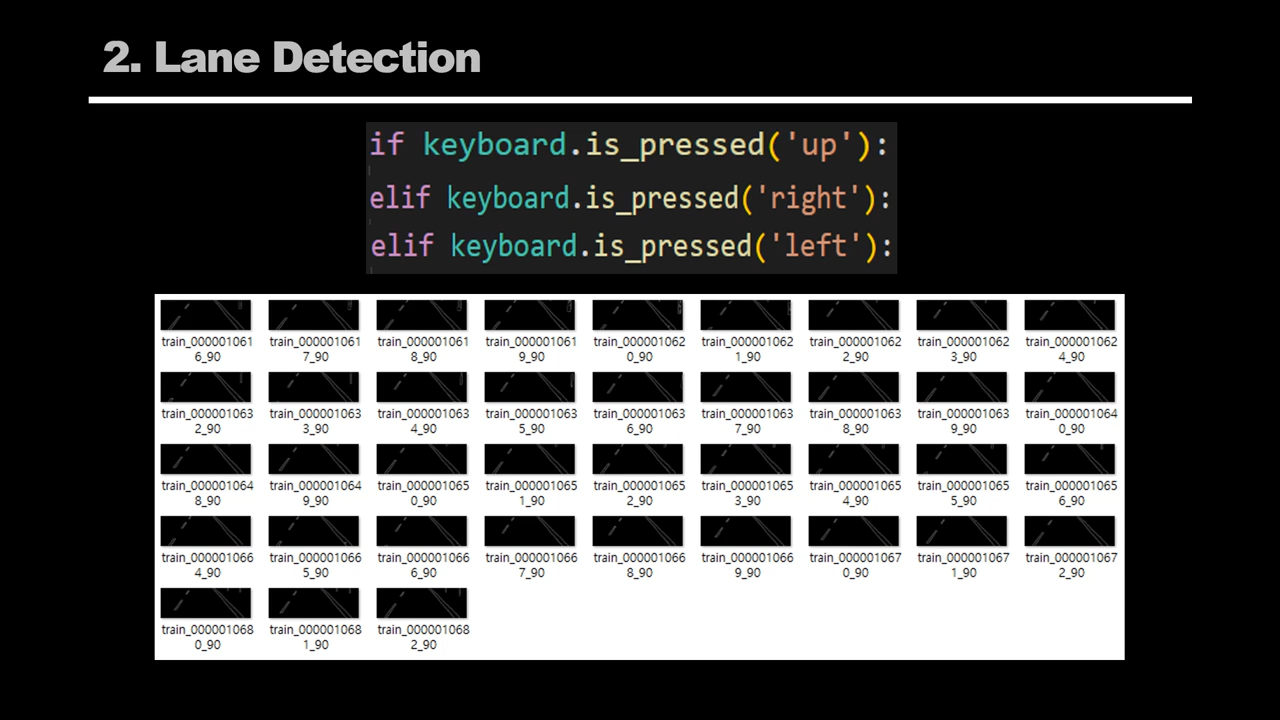 2. Lane Detection
if keyboard.is_pressed('up'):
elif keyboard.is_pressed('right'):
elif keyboard.is_pressed('left'):
train_0000010616_90 train_0000010617_90 train_0000010618_90 train_0000010619_90 train_0000010620_90 train_0000010621_90 train_0000010622_90 train_0000010623_90 train_0000010624_90
train_0000010632_90 train_0000010633_90 train_0000010634_90 train_0000010635_90 train_0000010636_90 train_0000010637_90 train_0000010638_90 train_0000010639_90 train_0000010640_90
train_0000010648_90 train_0000010649_90 train_0000010650_90 train_0000010651_90 train_0000010652_90 train_0000010653_90 train_0000010654_90 train_0000010655_90 train_0000010656_90
train_0000010664_90 train_0000010665_90 train_0000010666_90 train_0000010667_90 train_0000010668_90 train_0000010669_90 train_0000010670_90 train_0000010671_90 train_0000010672_90
train_0000010680_90 train_0000010681_90 train_0000010682_90